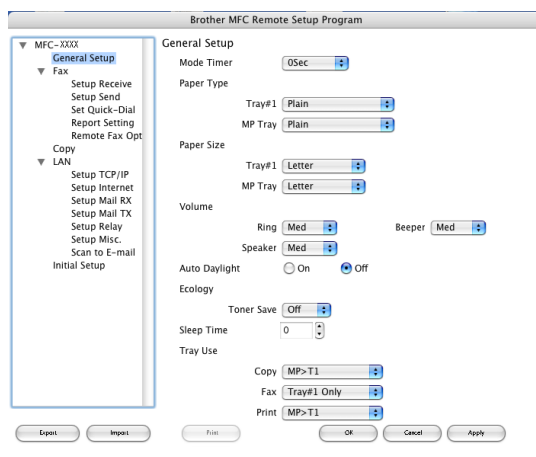 Brother MFC Remote Setup Program
MFC-XXXX
General Setup
Fax
Setup Receive
Setup Send
Set Quick-Dial
Report Setting
Remote Fax Opt
Copy
LAN
Setup TCP/IP
Setup Internet
Setup Mail RX
Setup Mail TX
Setup Relay
Setup Misc.
Scan to E-mail
Initial Setup
General Setup
Mode Timer 0Sec
Paper Type
Tray#1 Plain
MP Tray Plain
Paper Size
Tray#1 Letter
MP Tray Letter
Volume
Ring Med Beeper Med
Speaker Med
Auto Daylight On Off
Ecology
Toner Save Off
Sleep Time 0
Tray Use
Copy MP>T1
Fax Tray#1 Only
Print MP>T1
Export Import Print OK Cancel Apply